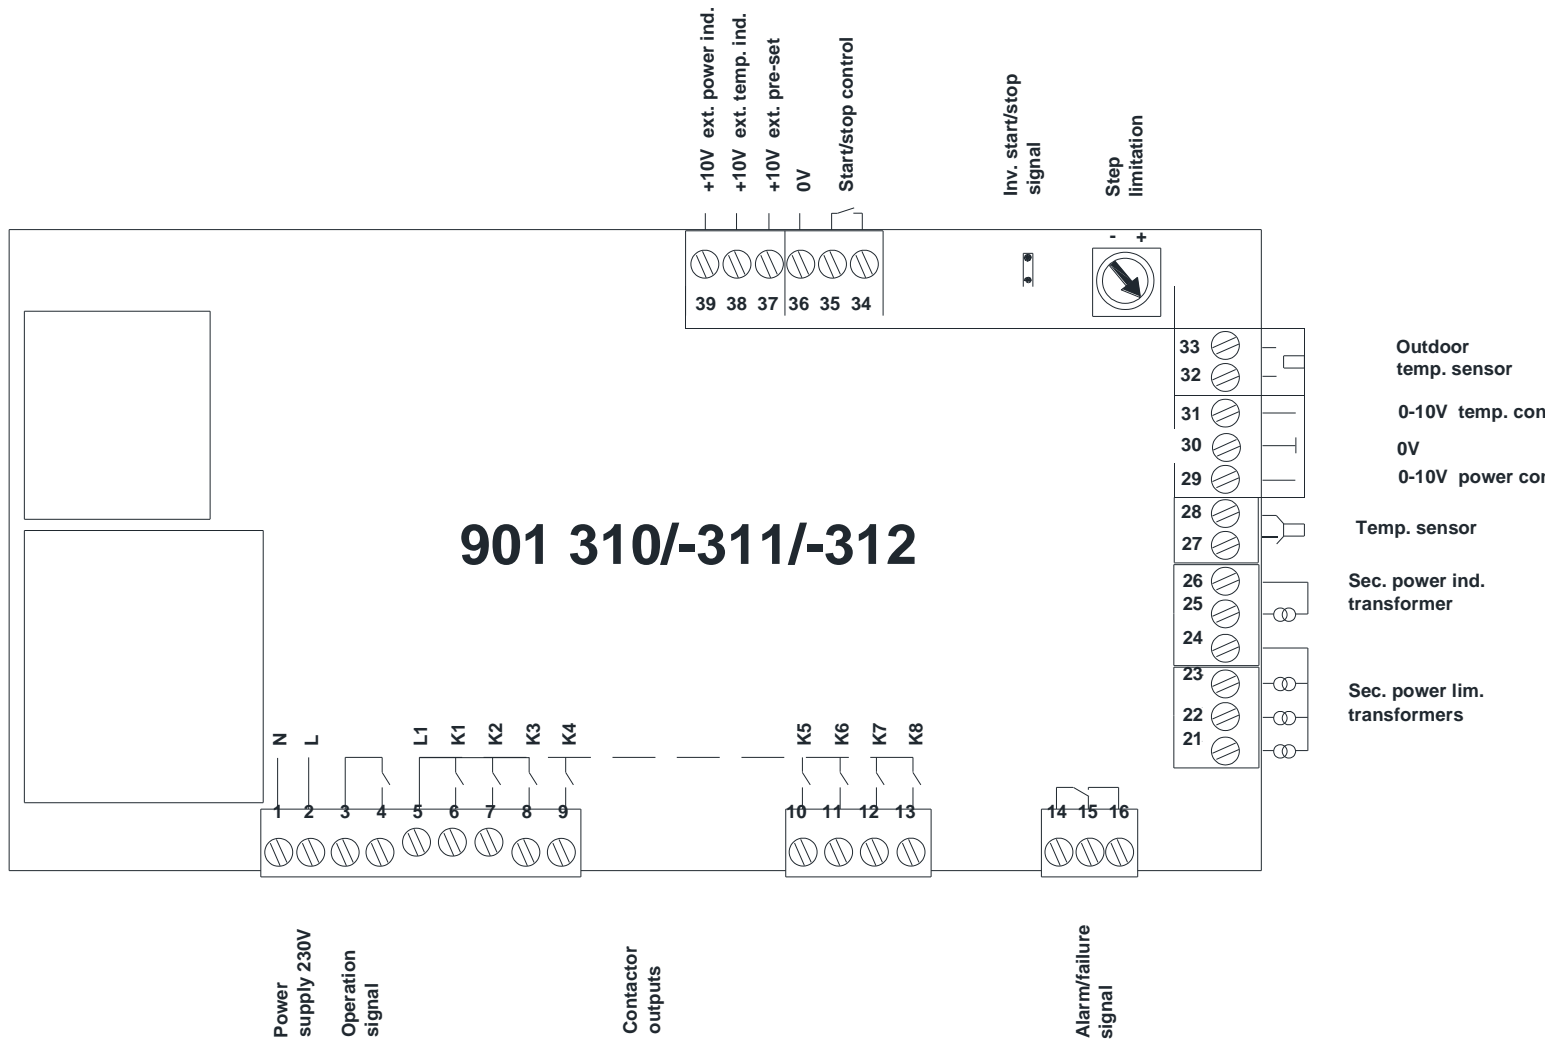 +10V ext. power ind.
+10V ext. temp. ind.
+10V ext. pre-set
0V
Start/stop control
Inv. start/stop
signal
Step
limitation
- +
39 38 37 36 35 34
33
32
Outdoor
temp. sensor
31
0-10V temp. con
30
0V
29
0-10V power cor
28
27
Temp. sensor
901 310/-311/-312
26
25
24
Sec. power ind.
transformer
23
22
21
Sec. power lim.
transformers
N L L1 K1 K2 K3 K4 K5 K6 K7 K8
1 2 3 4 5 6 7 8 9 10 11 12 13 14 15 16
Power
supply 230V
Operation
signal
Contactor
outputs
Alarm/failure
signal